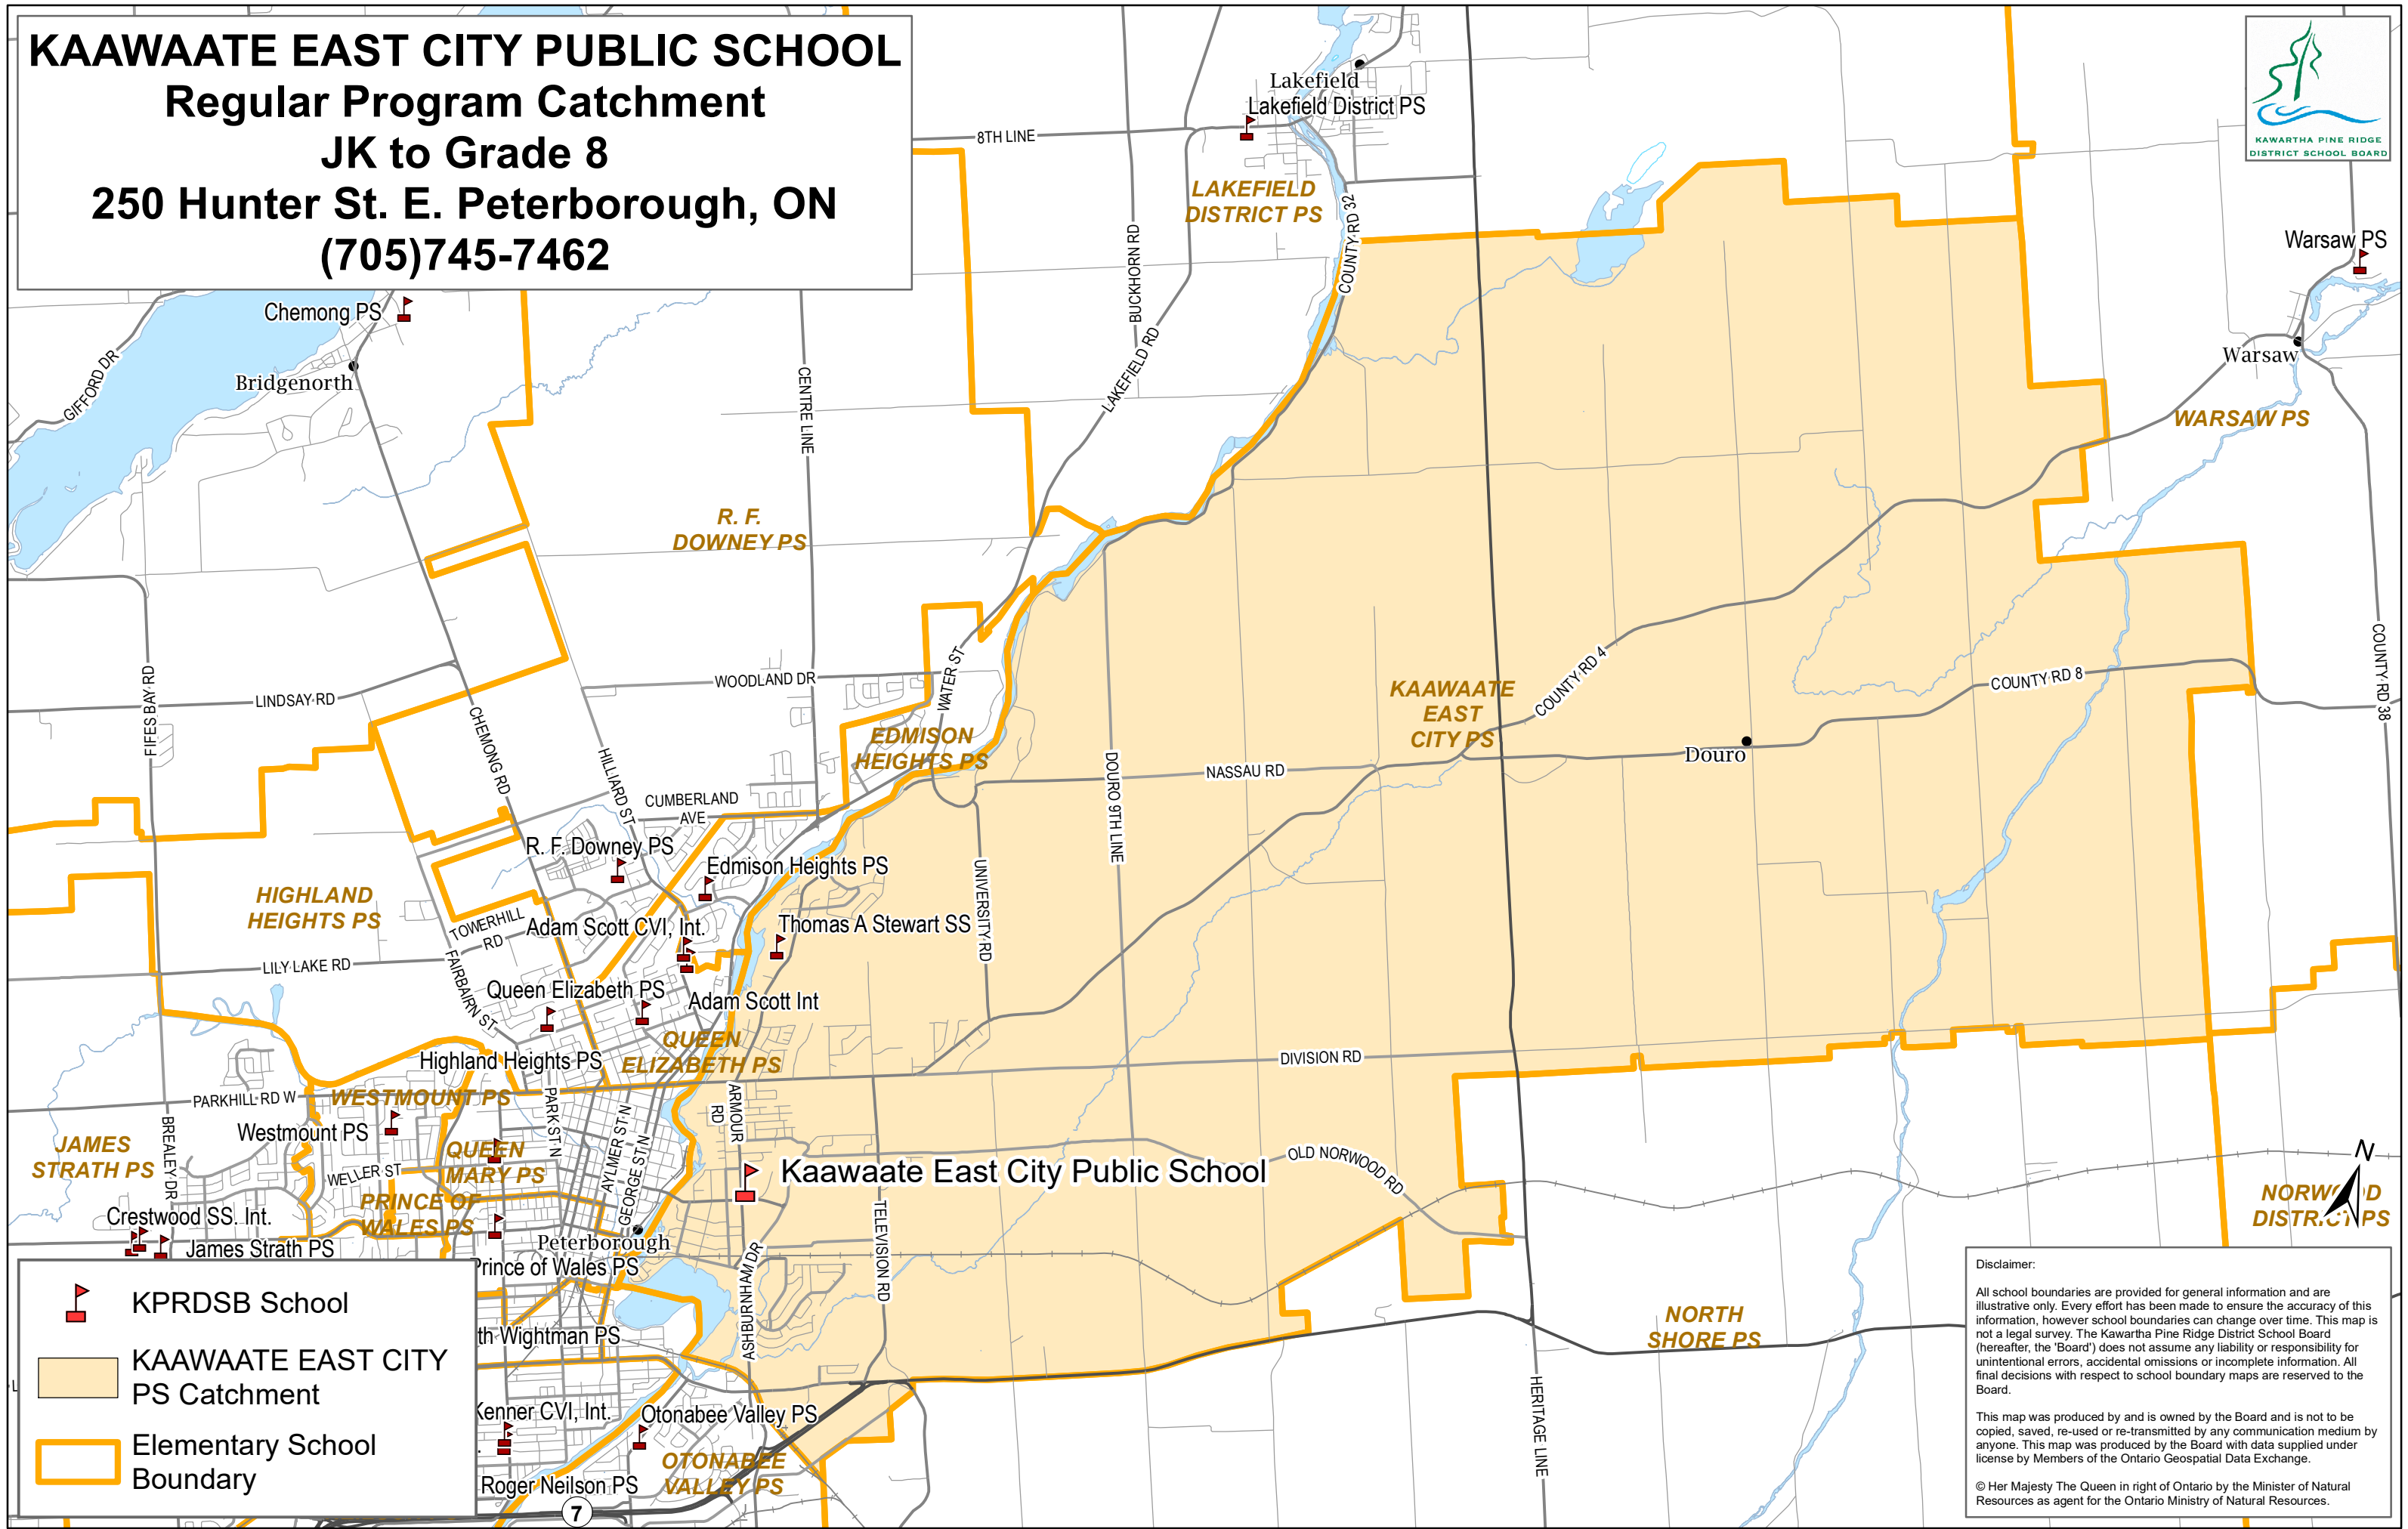 KAAWAATE EAST CITY PUBLIC SCHOOL
Regular Program Catchment
JK to Grade 8
250 Hunter St. E. Peterborough, ON
(705)745-7462
KAWARTHA PINE RIDGE
DISTRICT SCHOOL BOARD
Lakefield
Lakefield District PS
8TH LINE
LAKEFIELD
DISTRICT PS
COUNTY RD 32
BUCKHORN RD
LAKEFIELD RD
Warsaw PS
Warsaw
WARSAW PS
Chemong PS
Bridgenorth
GIFFORD DR
CENTRE LINE
R. F.
DOWNEY PS
FIFES BAY RD
LINDSAY RD
CHEMONG RD
HILLIARD ST
WOODLAND DR
WATER ST
EDMISON
HEIGHTS PS
CUMBERLAND
AVE
KAAWAATE
EAST
CITY PS
COUNTY RD 4
COUNTY RD 8
COUNTY RD 38
Douro
NASSAU RD
DOURO 9TH LINE
UNIVERSITY RD
R. F. Downey PS
Edmison Heights PS
HIGHLAND
HEIGHTS PS
TOWERHILL
RD
Adam Scott CVI, Int.
Thomas A Stewart SS
LILY LAKE RD
FAIRBAIRN ST
Queen Elizabeth PS
Adam Scott Int
QUEEN
ELIZABETH PS
Highland Heights PS
DIVISION RD
PARKHILL RD W
WESTMOUNT PS
Westmount PS
JAMES
STRATH PS
BREALEY DR
WELLER ST
QUEEN
MARY PS
PARK ST N
AYLMER ST N
GEORGE ST N
ARMOUR
RD
Kaawaate East City Public School
OLD NORWOOD RD
PRINCE OF
WALES PS
Crestwood SS. Int.
James Strath PS
Peterborough
Prince of Wales PS
TELEVISION RD
ASHBURNHAM DR
NORWOOD
DISTRICT PS
N
NORTH
SHORE PS
HERITAGE LINE
th Wightman PS
Kenner CVI, Int.
Otonabee Valley PS
OTONABEE
VALLEY PS
Roger Neilson PS
7
KPRDSB School
KAAWAATE EAST CITY
PS Catchment
Elementary School
Boundary
Disclaimer:
All school boundaries are provided for general information and are
illustrative only. Every effort has been made to ensure the accuracy of this
information, however school boundaries can change over time. This map is
not a legal survey. The Kawartha Pine Ridge District School Board
(hereafter, the 'Board') does not assume any liability or responsibility for
unintentional errors, accidental omissions or incomplete information. All
final decisions with respect to school boundary maps are reserved to the
Board.
This map was produced by and is owned by the Board and is not to be
copied, saved, re-used or re-transmitted by any communication medium by
anyone. This map was produced by the Board with data supplied under
license by Members of the Ontario Geospatial Data Exchange.
© Her Majesty The Queen in right of Ontario by the Minister of Natural
Resources as agent for the Ontario Ministry of Natural Resources.